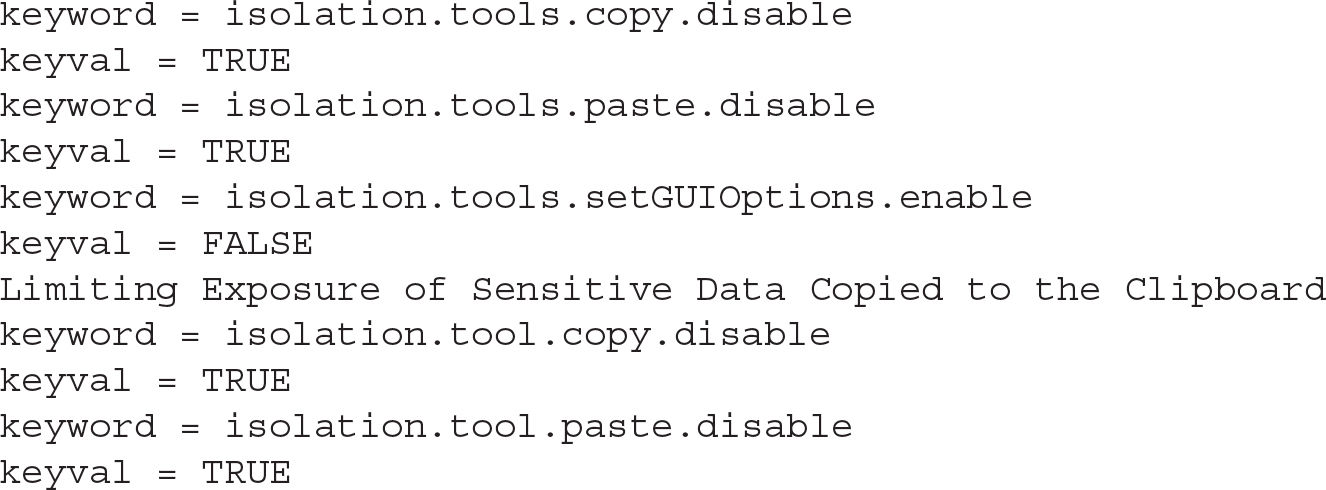 keyword = isolation.tools.copy.disable
keyval = TRUE
keyword = isolation.tools.paste.disable
keyval = TRUE
keyword = isolation.tools.setGUIOptions.enable
keyval = FALSE
Limiting Exposure of Sensitive Data Copied to the Clipboard
keyword = isolation.tool.copy.disable
keyval = TRUE
keyword = isolation.tool.paste.disable
keyval = TRUE